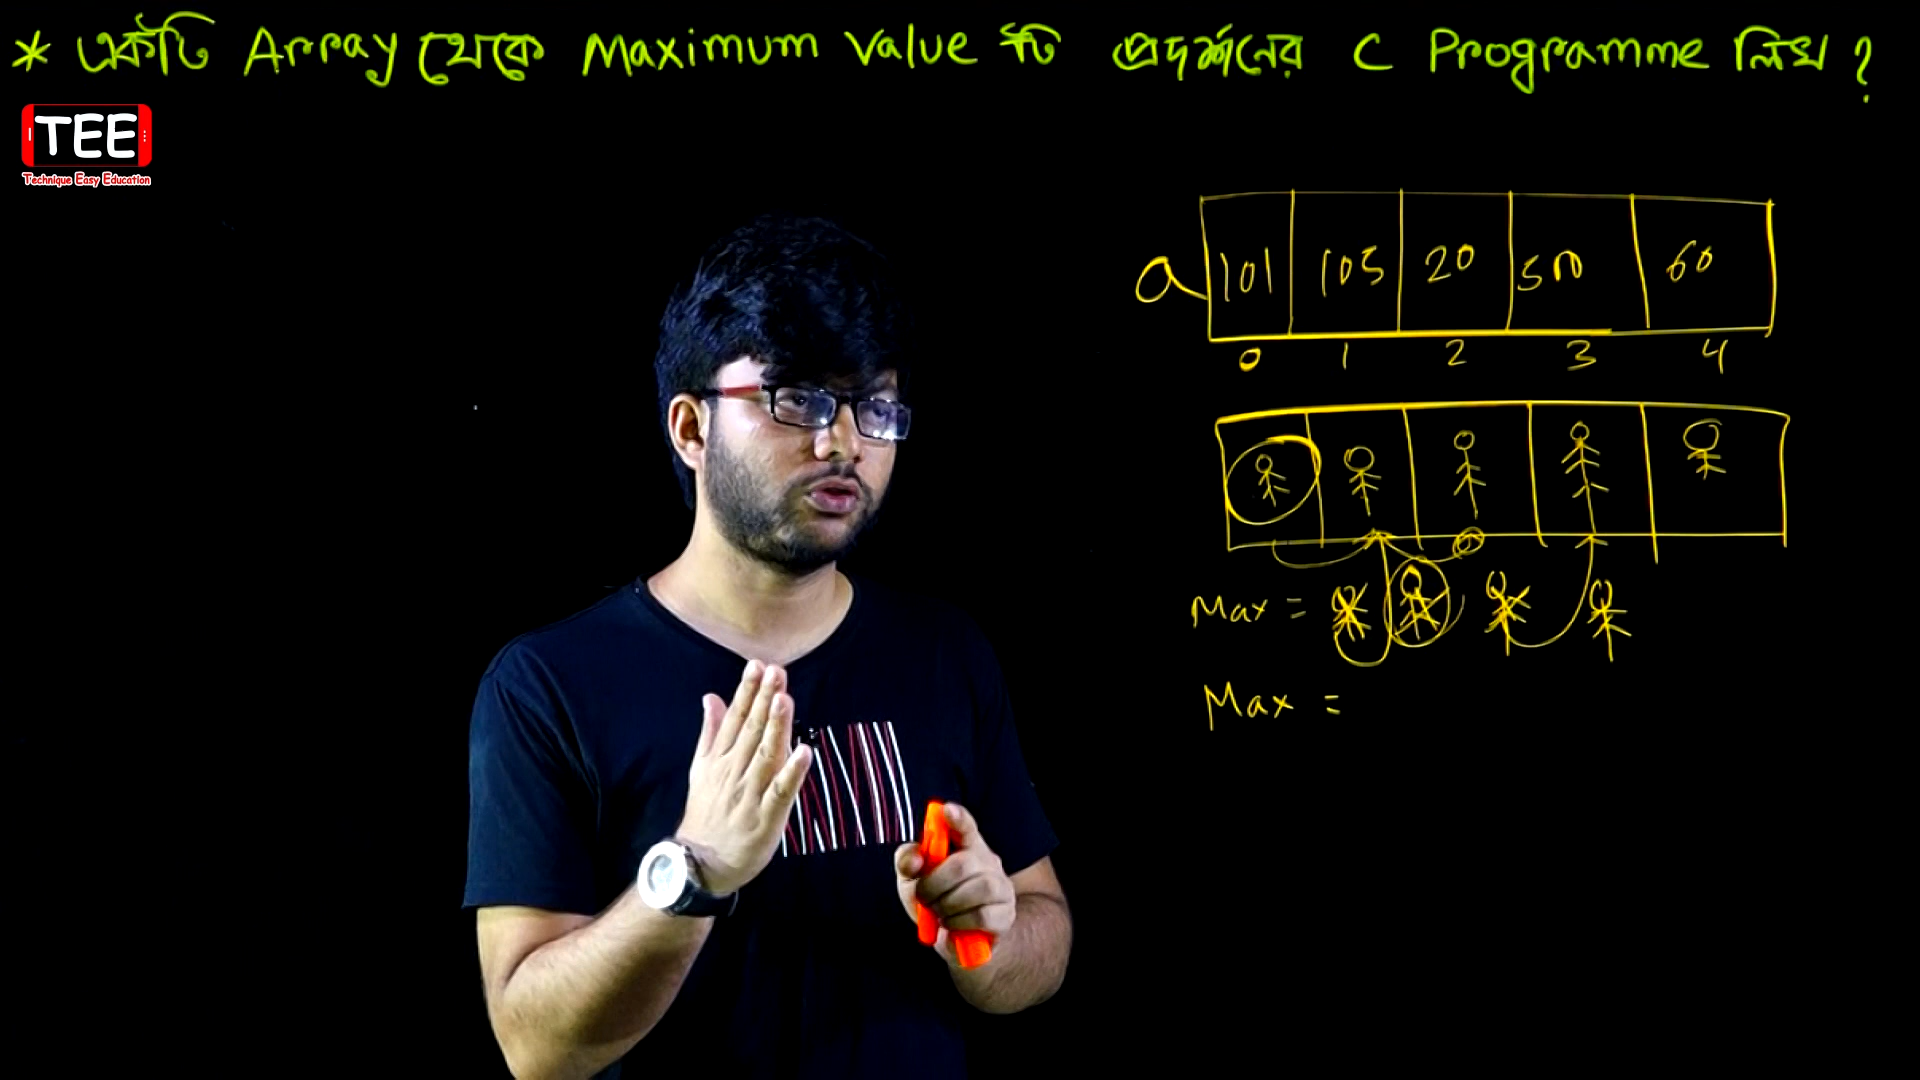 * একটি Array থেকে Maximum Value টি প্রদর্শনের C Programme লিখ ?
TEE
Technique Easy Education
a 101 105 20 60
0 1 2 3 4
Max =
Max =